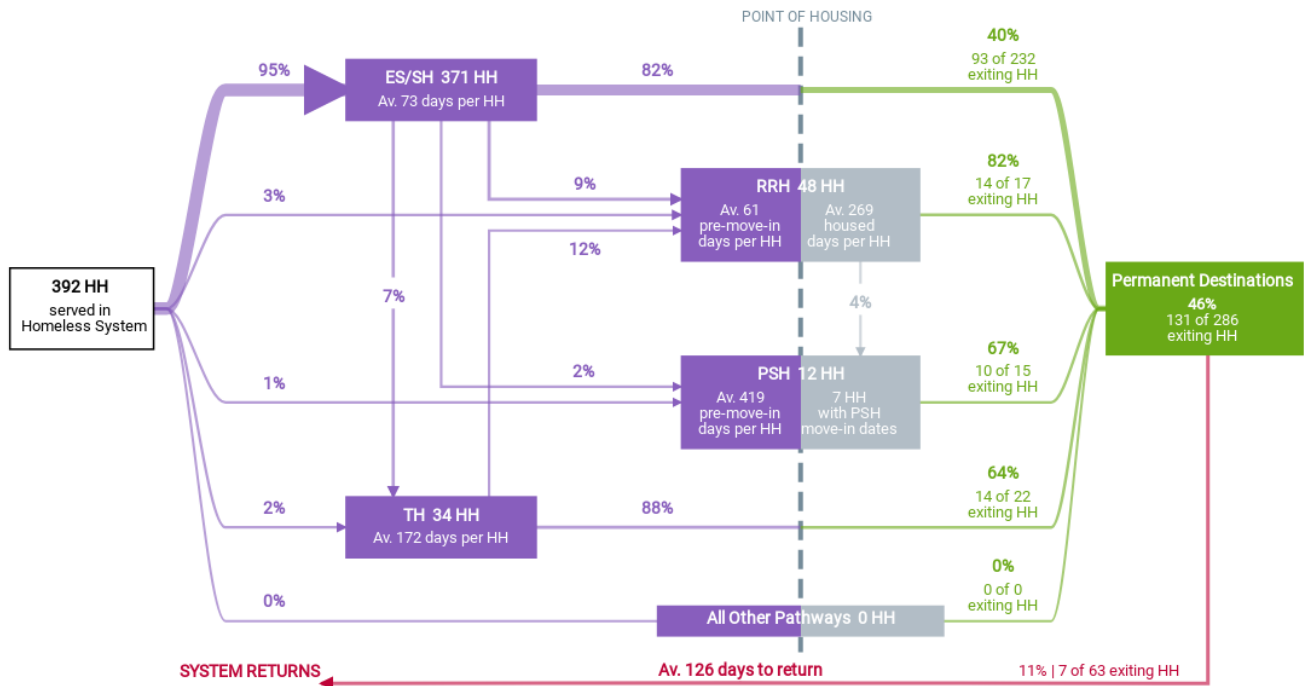 POINT OF HOUSING
95%
ES/SH 371 HH
Av. 73 days per HH
82%
40%
93 of 232
exiting HH
3%
9%
12%
RRH 48 HH
Av. 61
pre-move-in
days per HH
Av. 269
housed
days per HH
82%
14 of 17
exiting HH
392 HH
served in
Homeless System
7%
4%
Permanent Destinations
46%
131 of 286
exiting HH
1%
2%
PSH 12 HH
Av. 419
pre-move-in
days per HH
7 HH
with PSH
move-in dates
67%
10 of 15
exiting HH
2%
TH 34 HH
Av. 172 days per HH
88%
64%
14 of 22
exiting HH
0%
All Other Pathways 0 HH
0%
0 of 0
exiting HH
SYSTEM RETURNS
Av. 126 days to return
11% | 7 of 63 exiting HH